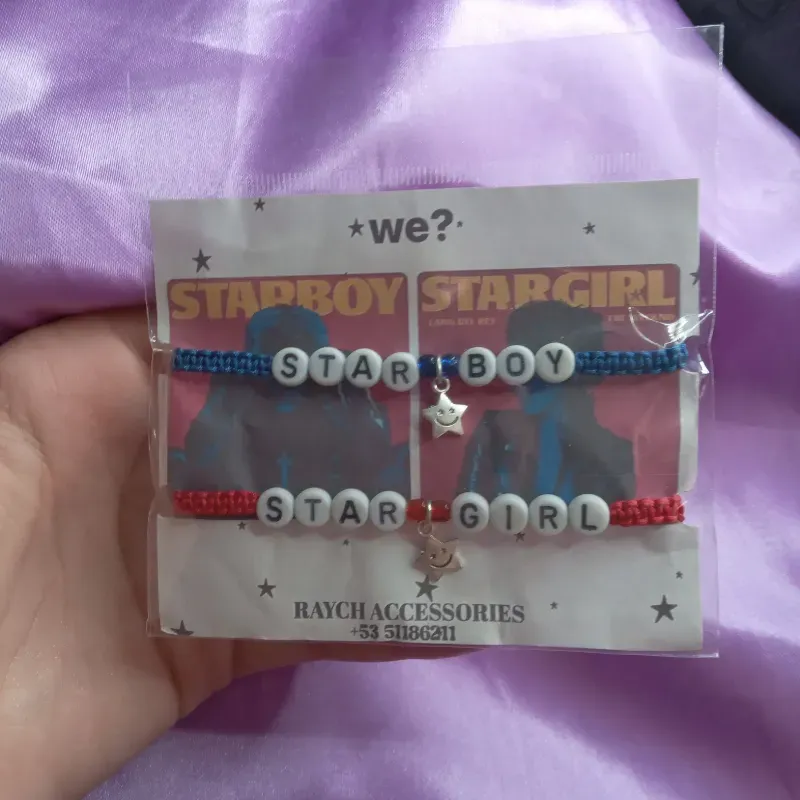 we?
STARBOY STARGIRL
STAR BOY
STAR GIRL
RAYCH ACCESSORIES
+53 51186211